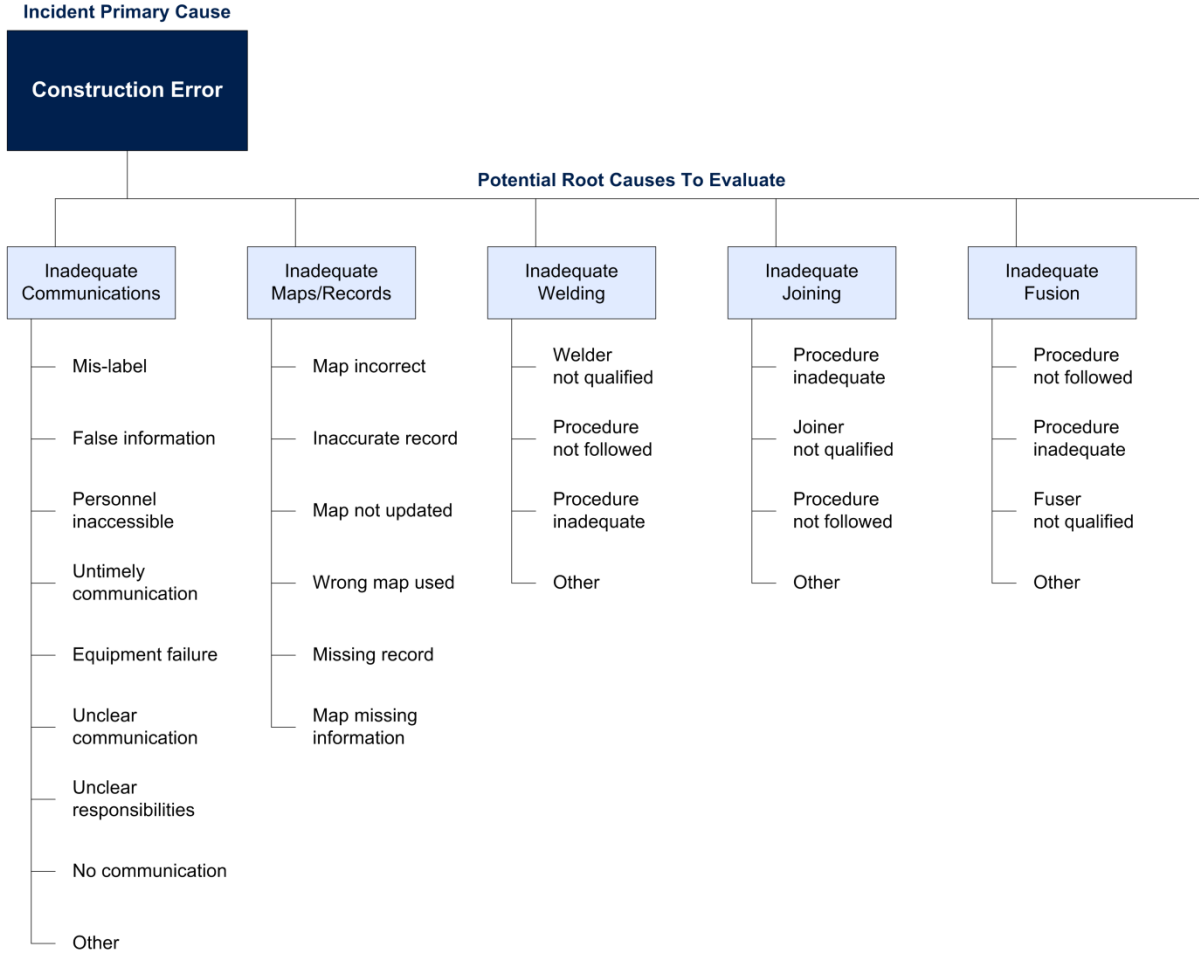 Incident Primary Cause
Construction Error
Potential Root Causes To Evaluate
Inadequate
Communications
Mis-label
False information
Personnel
inaccessible
Untimely
communication
Equipment failure
Unclear
communication
Unclear
responsibilities
No communication
Other
Inadequate
Maps/Records
Map incorrect
Inaccurate record
Map not updated
Wrong map used
Missing record
Map missing
information
Inadequate
Welding
Welder
not qualified
Procedure
not followed
Procedure
inadequate
Other
Inadequate
Joining
Procedure
inadequate
Joiner
not qualified
Procedure
not followed
Other
Inadequate
Fusion
Procedure
not followed
Procedure
inadequate
Fuser
not qualified
Other